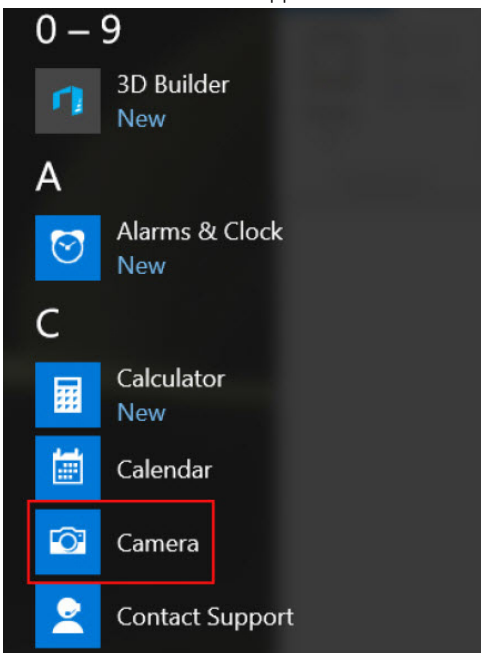 0 – 9
3D Builder
New
A
Alarms & Clock
New
C
Calculator
New
Calendar
Camera
Contact Support